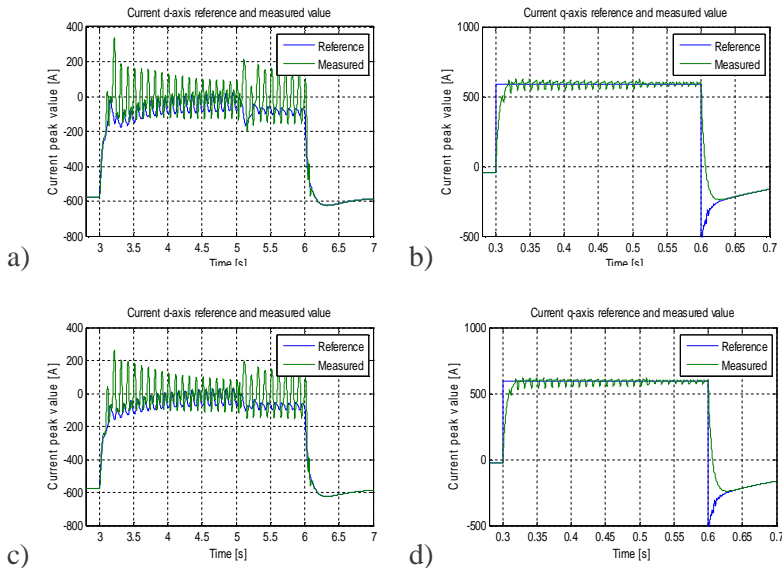 Current d-axis reference and measured value
Current peak value [A]
400
200
0
-200
-400
-600
-800
Reference
Measured
3 3.5 4 4.5 5 5.5 6 6.5 7
Time [s]
a)
Current q-axis reference and measured value
Current peak value [A]
1000
500
0
-500
Reference
Measured
0.3 0.35 0.4 0.45 0.5 0.55 0.6 0.65 0.7
Time [s]
b)
Current d-axis reference and measured value
Current peak value [A]
400
200
0
-200
-400
-600
-800
Reference
Measured
3 3.5 4 4.5 5 5.5 6 6.5 7
Time [s]
c)
Current q-axis reference and measured value
Current peak value [A]
1000
500
0
-500
Reference
Measured
0.3 0.35 0.4 0.45 0.5 0.55 0.6 0.65 0.7
Time [s]
d)